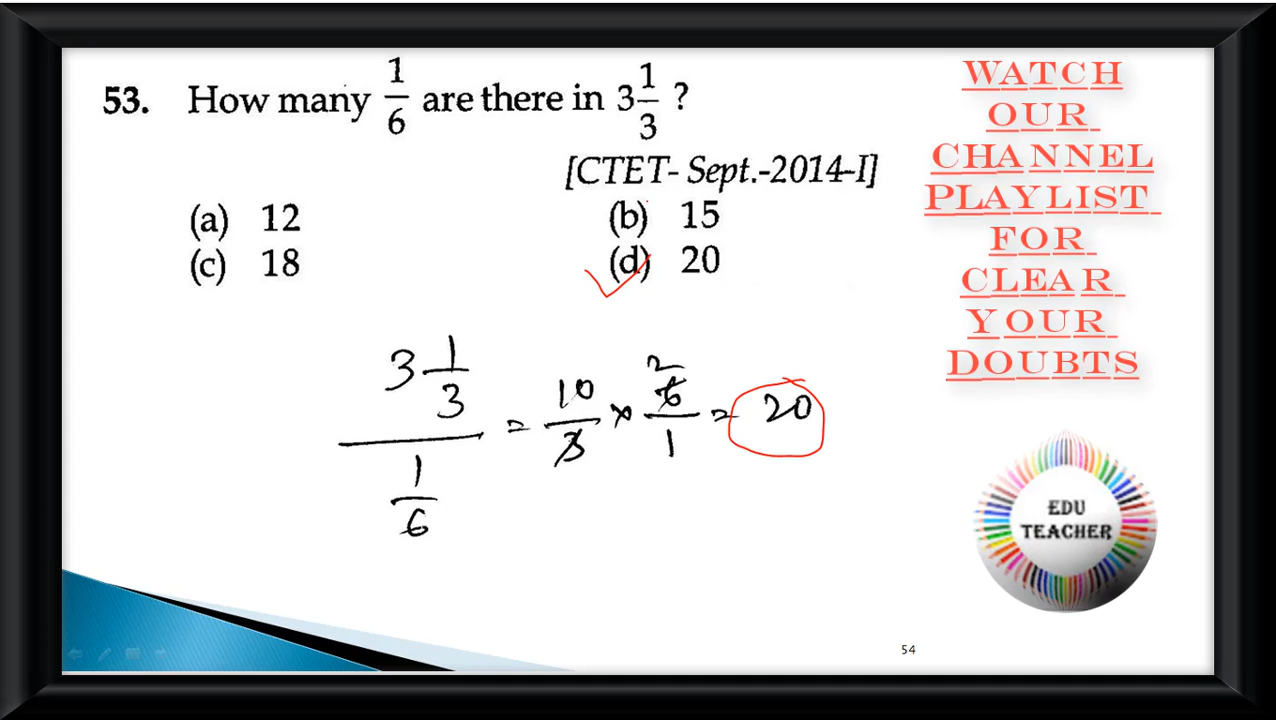 53. How many 1/6 are there in 3 1/3 ?
[CTET- Sept.-2014-I]
(a) 12 (b) 15
(c) 18 (d) 20
3 1/3 / 1/6 = 10/3 × 6/1 = 20
2
WATCH
OUR
CHANNEL
PLAYLIST
FOR
CLEAR
YOUR
DOUBTS
EDU
TEACHER
54